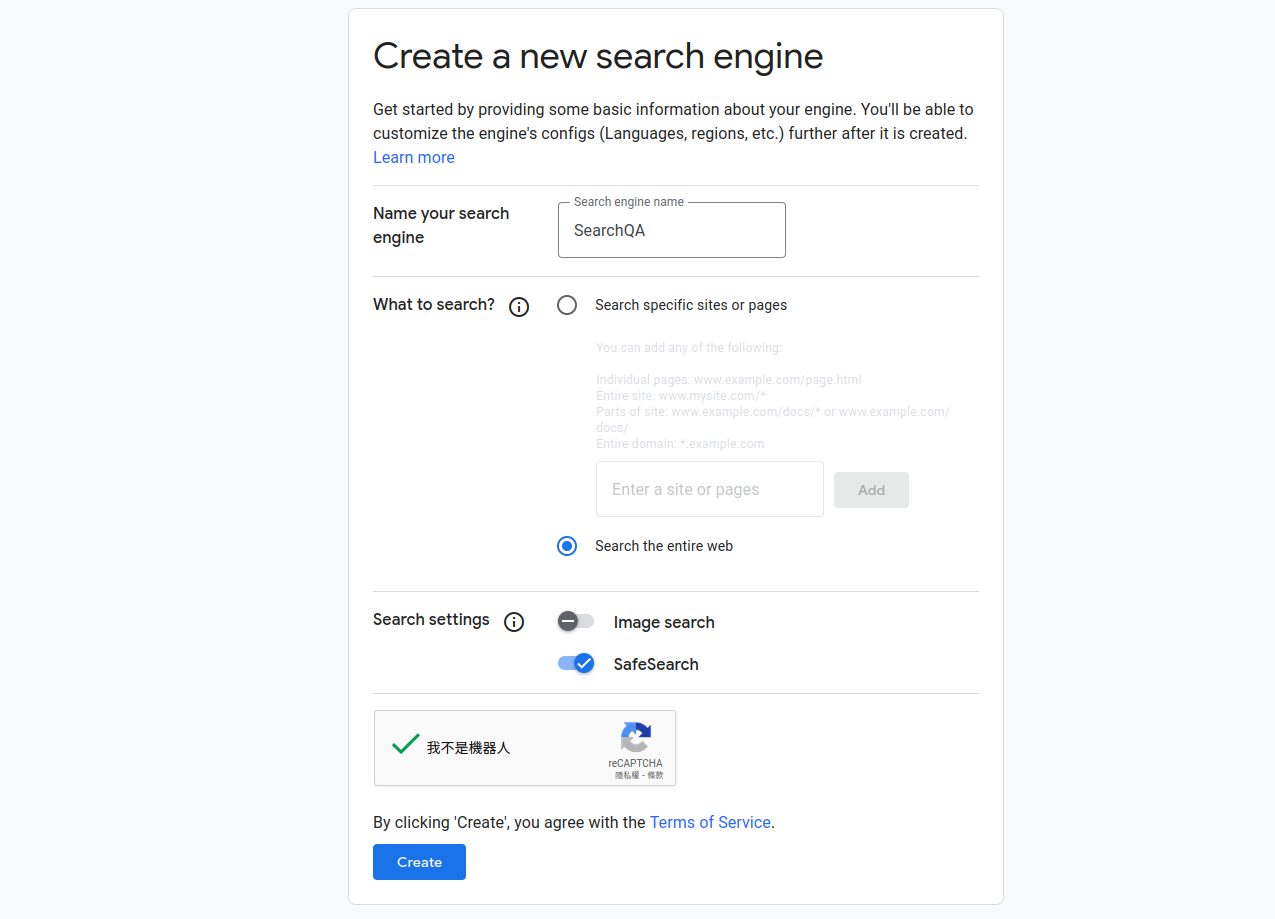 Create a new search engine
Get started by providing some basic information about your engine. You'll be able to
customize the engine's configs (Languages, regions, etc.) further after it is created.
Learn more
Name your search
engine
Search engine name
SearchQA
What to search?
Search specific sites or pages
You can add any of the following:
Individual pages: www.example.com/page.html
Entire site: www.mysite.com/*
Parts of site: www.example.com/docs/* or www.example.com/
docs/
Entire domain: *.example.com
Enter a site or pages
Add
Search the entire web
Search settings
Image search
SafeSearch
我不是機器人
reCAPTCHA
隱私權 - 條款
By clicking 'Create', you agree with the Terms of Service.
Create